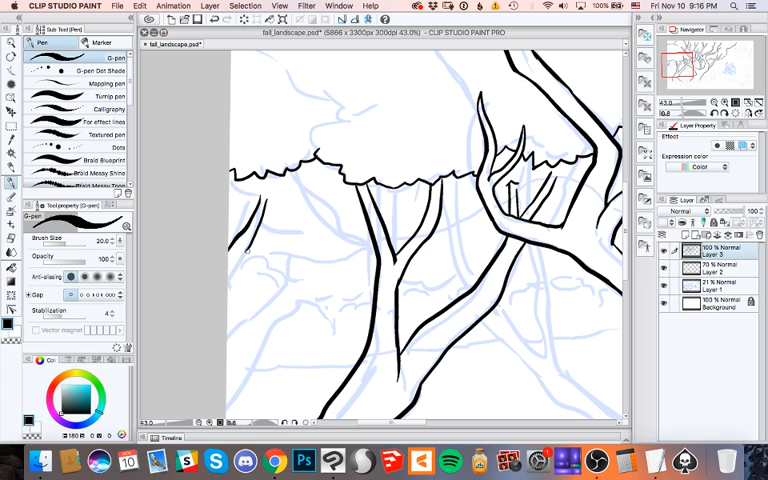 CLIP STUDIO PAINT File Edit Animation Layer Selection View Filter Window Help 100% Fri Nov 10 9:16 PM
fall_landscape.psd* (5866 x 3300px 300dpi 43.0%) - CLIP STUDIO PAINT PRO
Sub Tool[Pen]
fall_landscape.psd*
Navigator
Pen Marker
G-pen
G-pen Dot Shade
Mapping pen
Turnip pen
Calligraphy
For effect lines
Textured pen
Dots
Braid Blueprint
Braid Messy Shine
43.0
Layer Property
Effect
Expression color
Color
Tool property[G-pen]
G-pen
Brush Size 20.0
Opacity 100
Anti-aliasing
Gap
Stabilization 4
Vector magnet
Layer
Normal 100
100 % Normal
Layer 3
70 % Normal
Layer 2
21 % Normal
Layer 1
100 % Normal
Background
43.0
Timeline